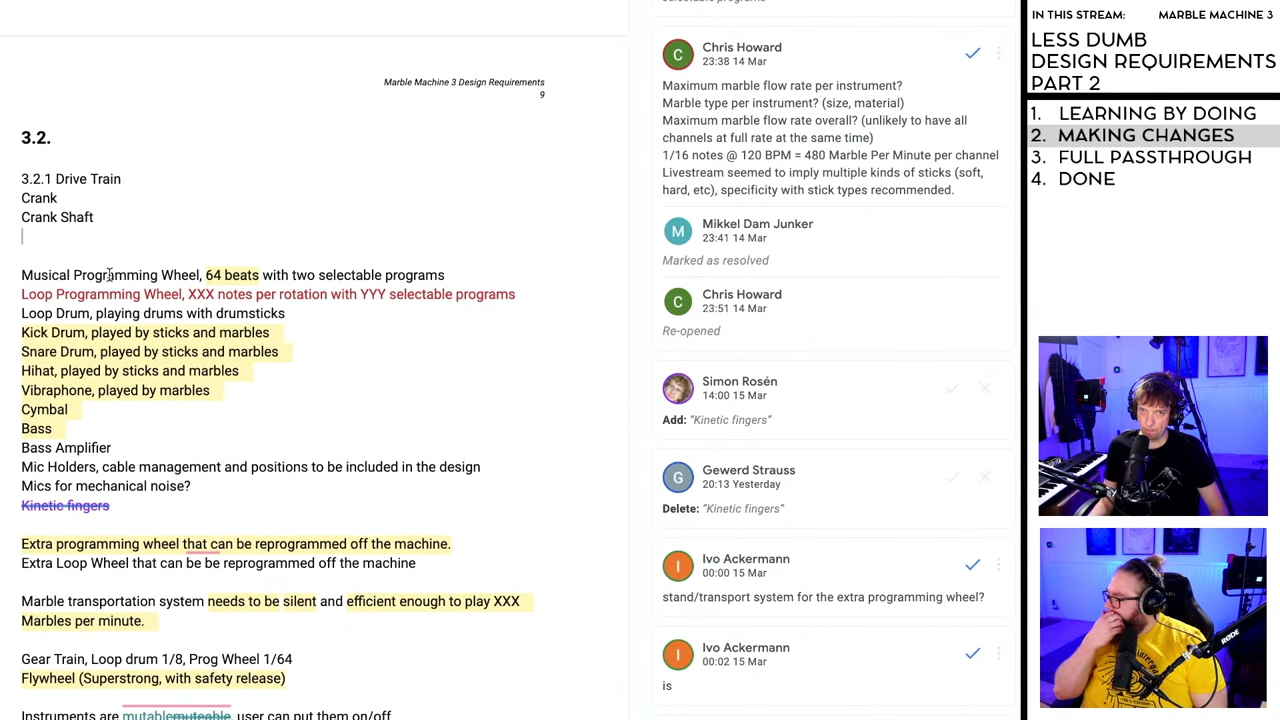 selectable programs
Marble Machine 3 Design Requirements
9
3.2.
3.2.1 Drive Train
Crank
Crank Shaft
Musical Programming Wheel, 64 beats with two selectable programs
Loop Programming Wheel, XXX notes per rotation with YYY selectable programs
Loop Drum, playing drums with drumsticks
Kick Drum, played by sticks and marbles
Snare Drum, played by sticks and marbles
Hihat, played by sticks and marbles
Vibraphone, played by marbles
Cymbal
Bass
Bass Amplifier
Mic Holders, cable management and positions to be included in the design
Mics for mechanical noise?
Kinetic fingers
Extra programming wheel that can be reprogrammed off the machine.
Extra Loop Wheel that can be be reprogrammed off the machine
Marble transportation system needs to be silent and efficient enough to play XXX
Marbles per minute.
Gear Train, Loop drum 1/8, Prog Wheel 1/64
Flywheel (Superstrong, with safety release)
Instruments are mutablemuteable, user can put them on/off
C
Chris Howard
23:38 14 Mar
Maximum marble flow rate per instrument?
Marble type per instrument? (size, material)
Maximum marble flow rate overall? (unlikely to have all
channels at full rate at the same time)
1/16 notes @ 120 BPM = 480 Marble Per Minute per channel
Livestream seemed to imply multiple kinds of sticks (soft,
hard, etc), specificity with stick types recommended.
M
Mikkel Dam Junker
23:41 14 Mar
Marked as resolved
C
Chris Howard
23:51 14 Mar
Re-opened
Simon Rosén
14:00 15 Mar
Add: “Kinetic fingers”
G
Gewerd Strauss
20:13 Yesterday
Delete: “Kinetic fingers”
I
Ivo Ackermann
00:00 15 Mar
stand/transport system for the extra programming wheel?
I
Ivo Ackermann
00:02 15 Mar
is
IN THIS STREAM: MARBLE MACHINE 3
LESS DUMB
DESIGN REQUIREMENTS
PART 2
1. LEARNING BY DOING
2. MAKING CHANGES
3. FULL PASSTHROUGH
4. DONE
RØDE